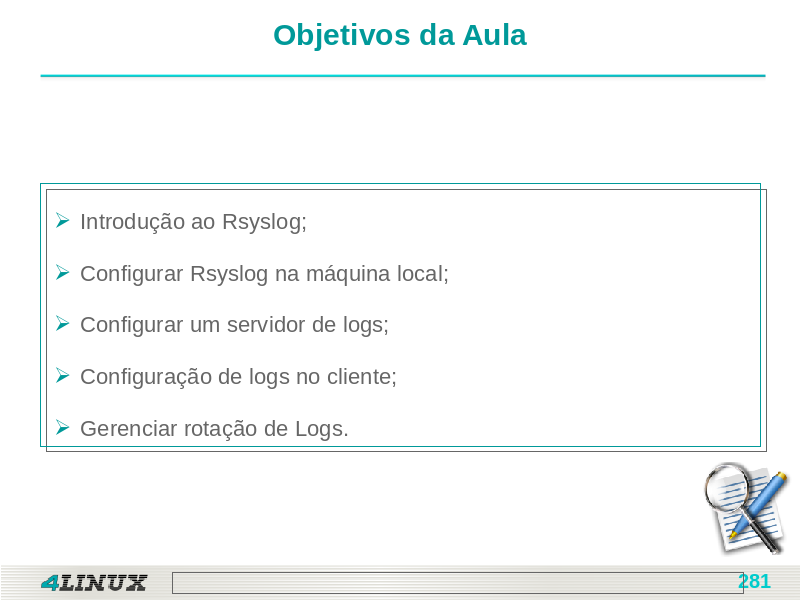 Objetivos da Aula
Introdução ao Rsyslog;
Configurar Rsyslog na máquina local;
Configurar um servidor de logs;
Configuração de logs no cliente;
Gerenciar rotação de Logs.
4LINUX
281